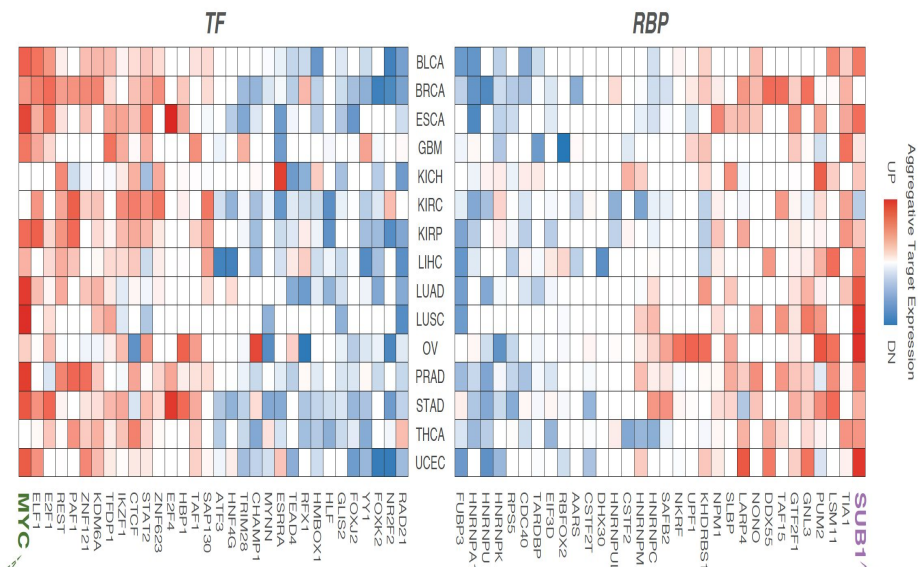 TF
RBP
BLCA
BRCA
ESCA
GBM
KICH
KIRC
KIRP
LIHC
LUAD
LUSC
OV
PRAD
STAD
THCA
UCEC
MYC
ELF1
E2F1
REST
PAF1
ZNF121
KDM6A
TFDP1
IKZF1
CTCF
STAT2
ZNF623
E2F4
HBP1
TAF1
SAP130
ATF3
HNF4G
TRIM28
CHAMP1
MYNN
ESRRA
TEAD4
RFX1
HMBOX1
HLF
GLIS2
FOXJ2
YY1
FOXK2
NR2F2
RAD21
FUBP3
HNRNPA
HNRNPU
HNRNPK
RPS5
CDC40
TARDBP
EIF3D
RBFOX2
AARS
CSTF2T
DDX30
HNRNPUL
CSTF2
HNRNPM
HNRNPC
SAFB2
NKRF
UPF1
KHDRBS1
NPM1
SLBP
LARP4
NONO
DDX55
TAF15
GTF2F1
GNL3
PUM2
LSM11
TIA1
SUB1
Aggregative Target Expression
UP
DN